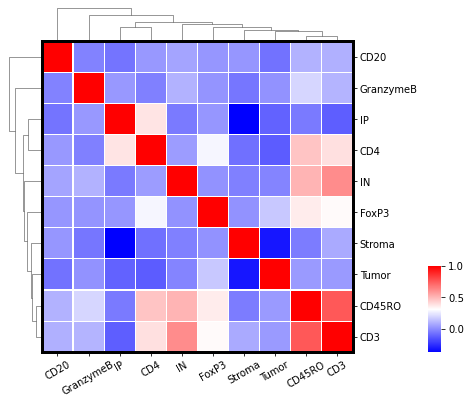 CD20
GranzymeB
IP
CD4
IN
FoxP3
Stroma
Tumor
CD45RO
CD3
1.0
0.5
0.0
CD20
GranzymeB
IP
CD4
IN
FoxP3
Stroma
Tumor
CD45RO
CD3